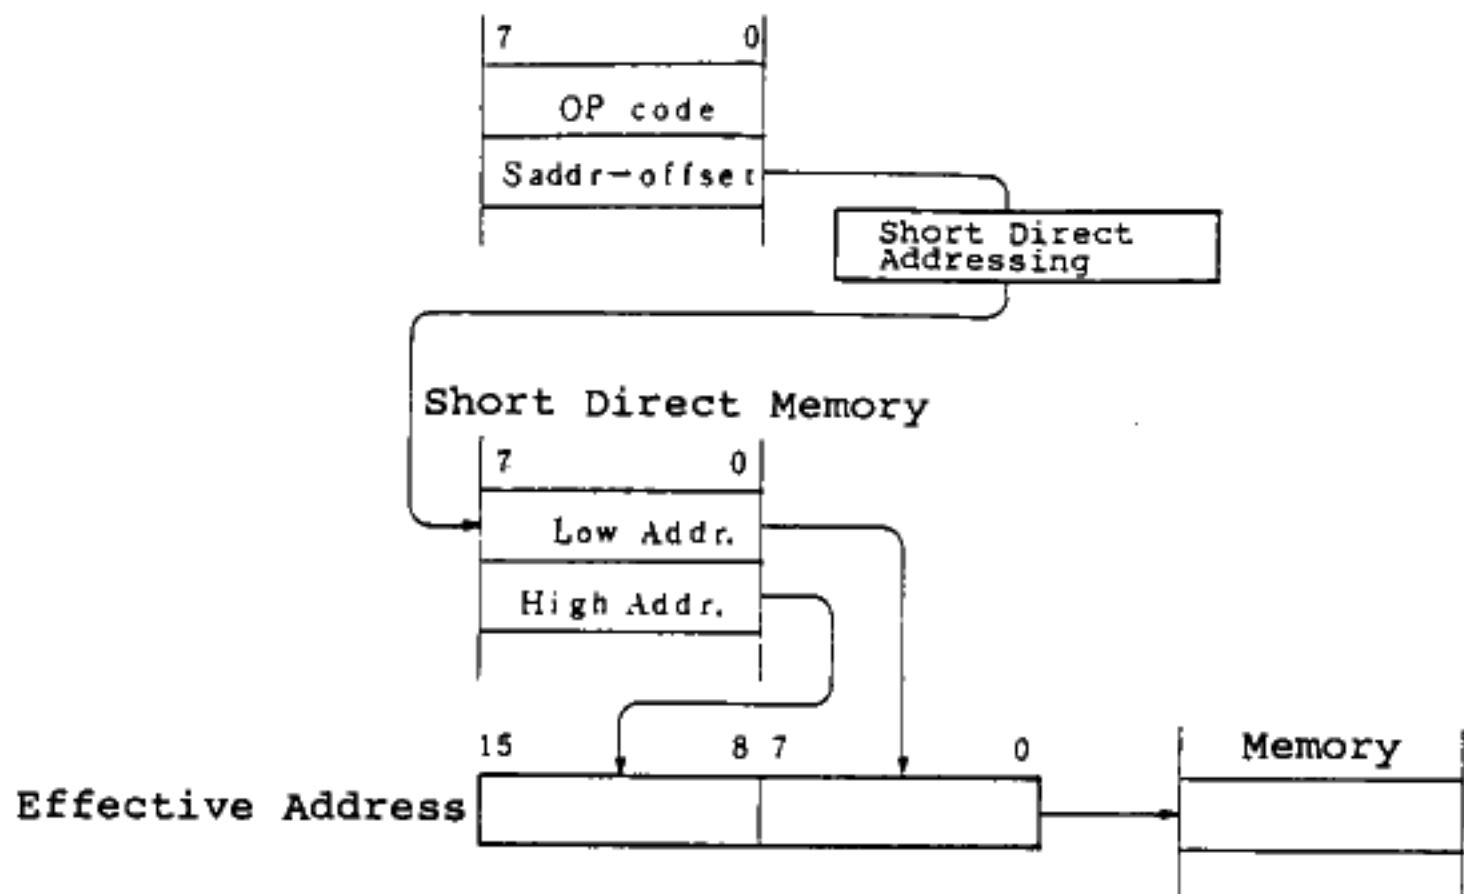 7 0
OP code
Saddr-offset
Short Direct
Addressing
Short Direct Memory
7 0
Low Addr.
High Addr.
15 8 7 0
Memory
Effective Address